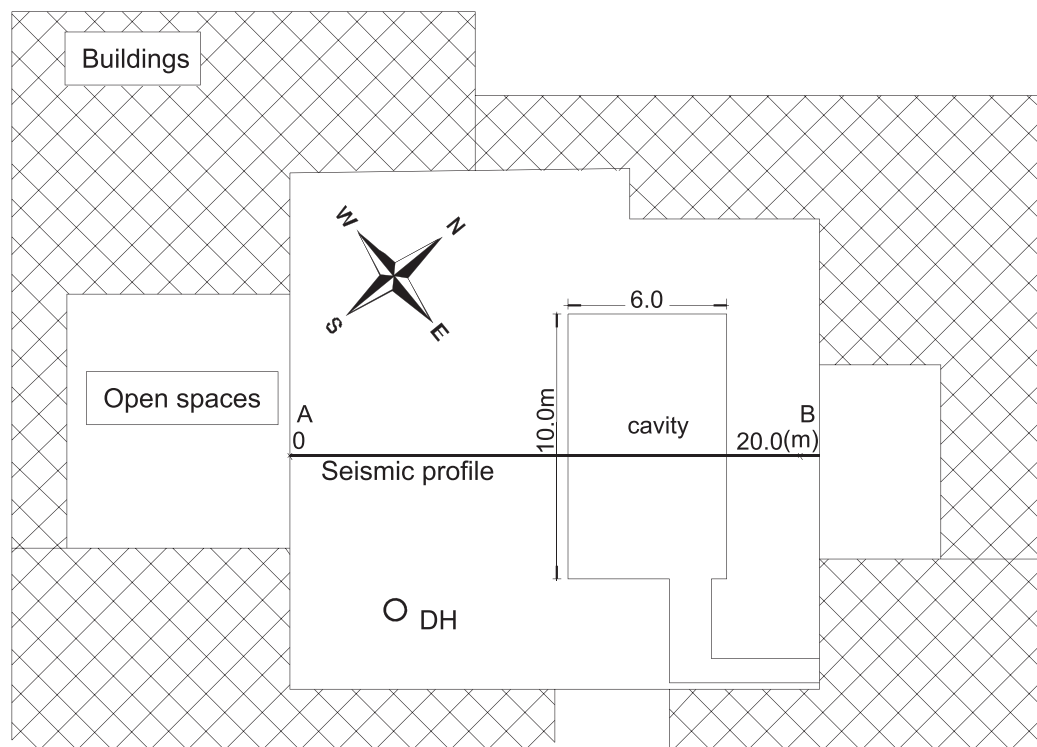 Buildings
W
N
S
E
6.0
Open spaces
10.0m
A
cavity
B
0
20.0(m)
Seismic profile
DH